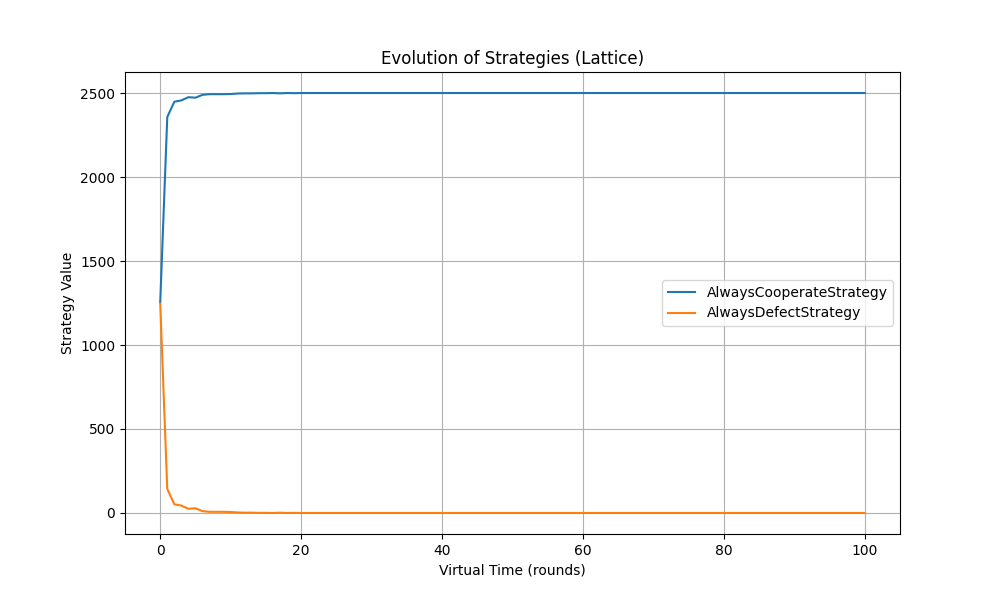 Evolution of Strategies (Lattice)
Strategy Value
2500
2000
1500
1000
500
0
AlwaysCooperateStrategy
AlwaysDefectStrategy
0 20 40 60 80 100
Virtual Time (rounds)